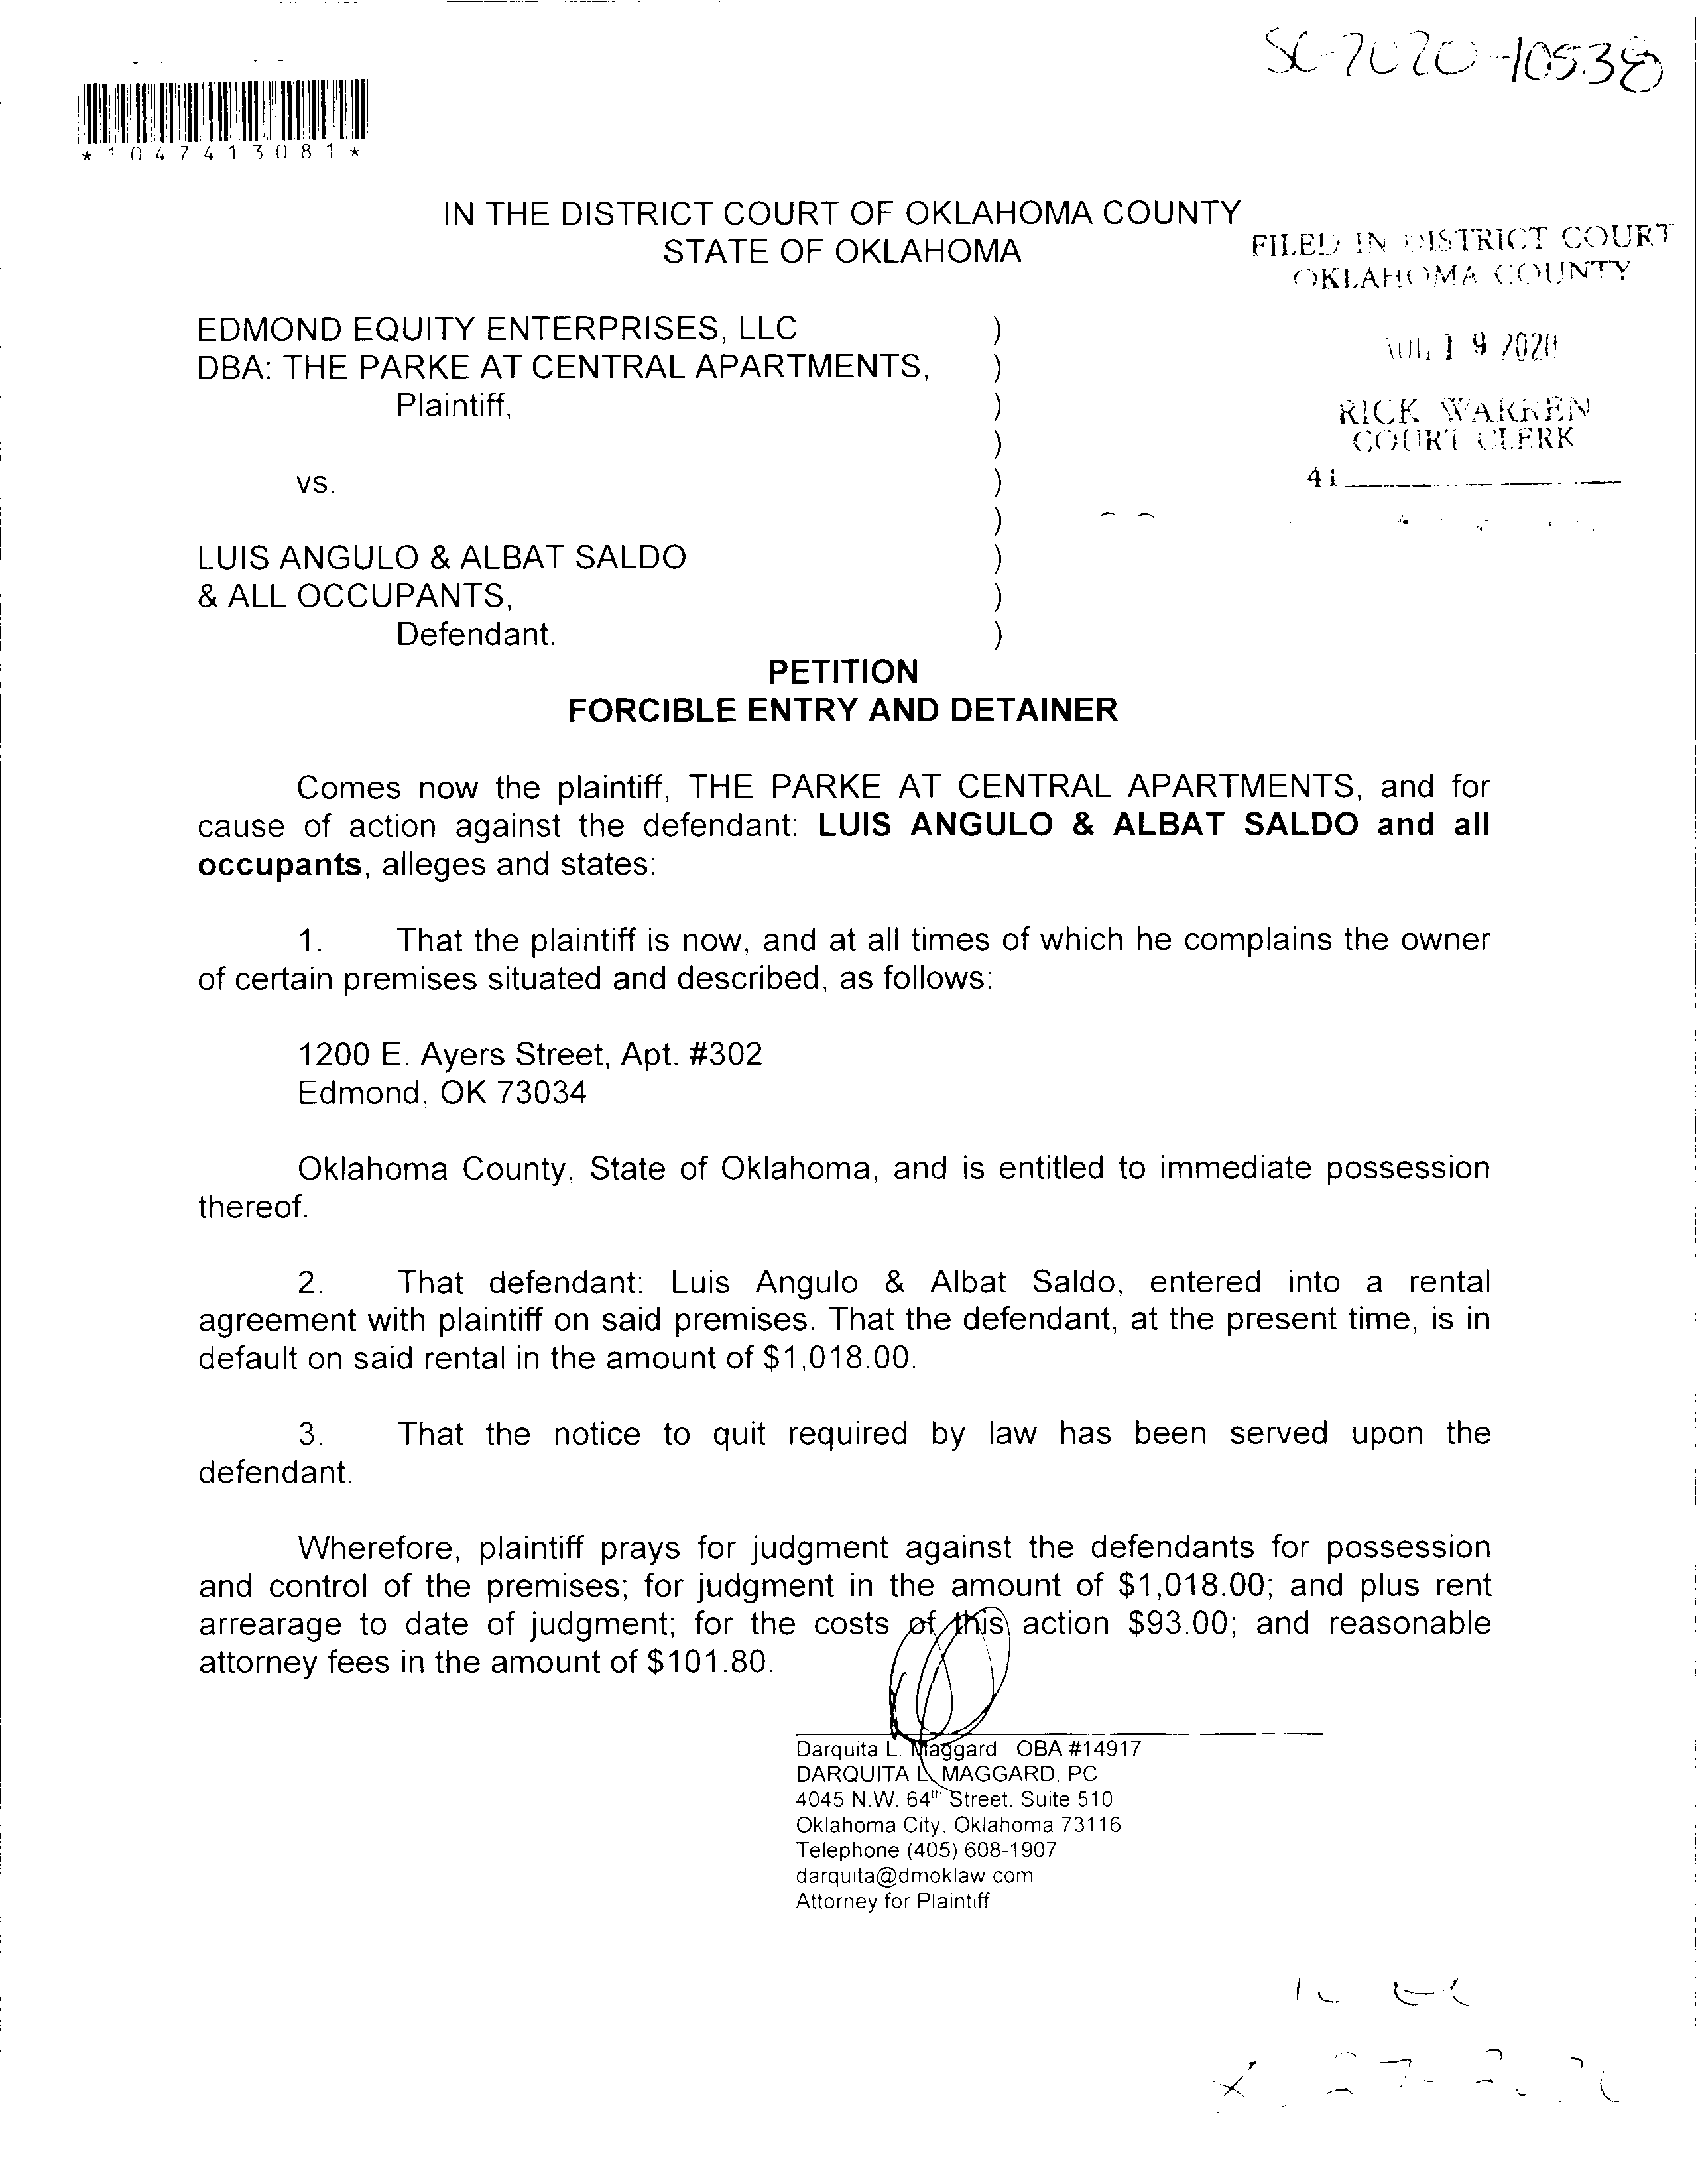 SC-2020-10538
*1047413081*
IN THE DISTRICT COURT OF OKLAHOMA COUNTY
STATE OF OKLAHOMA
FILED IN DISTRICT COURT
OKLAHOMA COUNTY
EDMOND EQUITY ENTERPRISES, LLC )
DBA: THE PARKE AT CENTRAL APARTMENTS, )
AUG 19 2020
Plaintiff, )
RICK WARREN
COURT CLERK
)
vs. )
41
)
LUIS ANGULO & ALBAT SALDO )
& ALL OCCUPANTS, )
Defendant. )
PETITION
FORCIBLE ENTRY AND DETAINER
Comes now the plaintiff, THE PARKE AT CENTRAL APARTMENTS, and for
cause of action against the defendant: LUIS ANGULO & ALBAT SALDO and all
occupants, alleges and states:
1. That the plaintiff is now, and at all times of which he complains the owner
of certain premises situated and described, as follows:
1200 E. Ayers Street, Apt. #302
Edmond, OK 73034
Oklahoma County, State of Oklahoma, and is entitled to immediate possession
thereof.
2. That defendant: Luis Angulo & Albat Saldo, entered into a rental
agreement with plaintiff on said premises. That the defendant, at the present time, is in
default on said rental in the amount of $1,018.00.
3. That the notice to quit required by law has been served upon the
defendant.
Wherefore, plaintiff prays for judgment against the defendants for possession
and control of the premises; for judgment in the amount of $1,018.00; and plus rent
arrearage to date of judgment; for the costs of this action $93.00; and reasonable
attorney fees in the amount of $101.80.
Darquita L. Maggard OBA #14917
DARQUITA L. MAGGARD, PC
4045 N.W. 64th Street, Suite 510
Oklahoma City, Oklahoma 73116
Telephone (405) 608-1907
darquita@dmoklaw.com
Attorney for Plaintiff